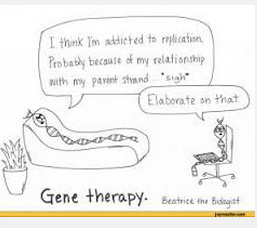 I think I'm addicted to replication.
Probably because of my relationship
with my parent strand... *sigh*
Elaborate on that.
Gene therapy.
Beatrice the Biologist
joyreactor.com